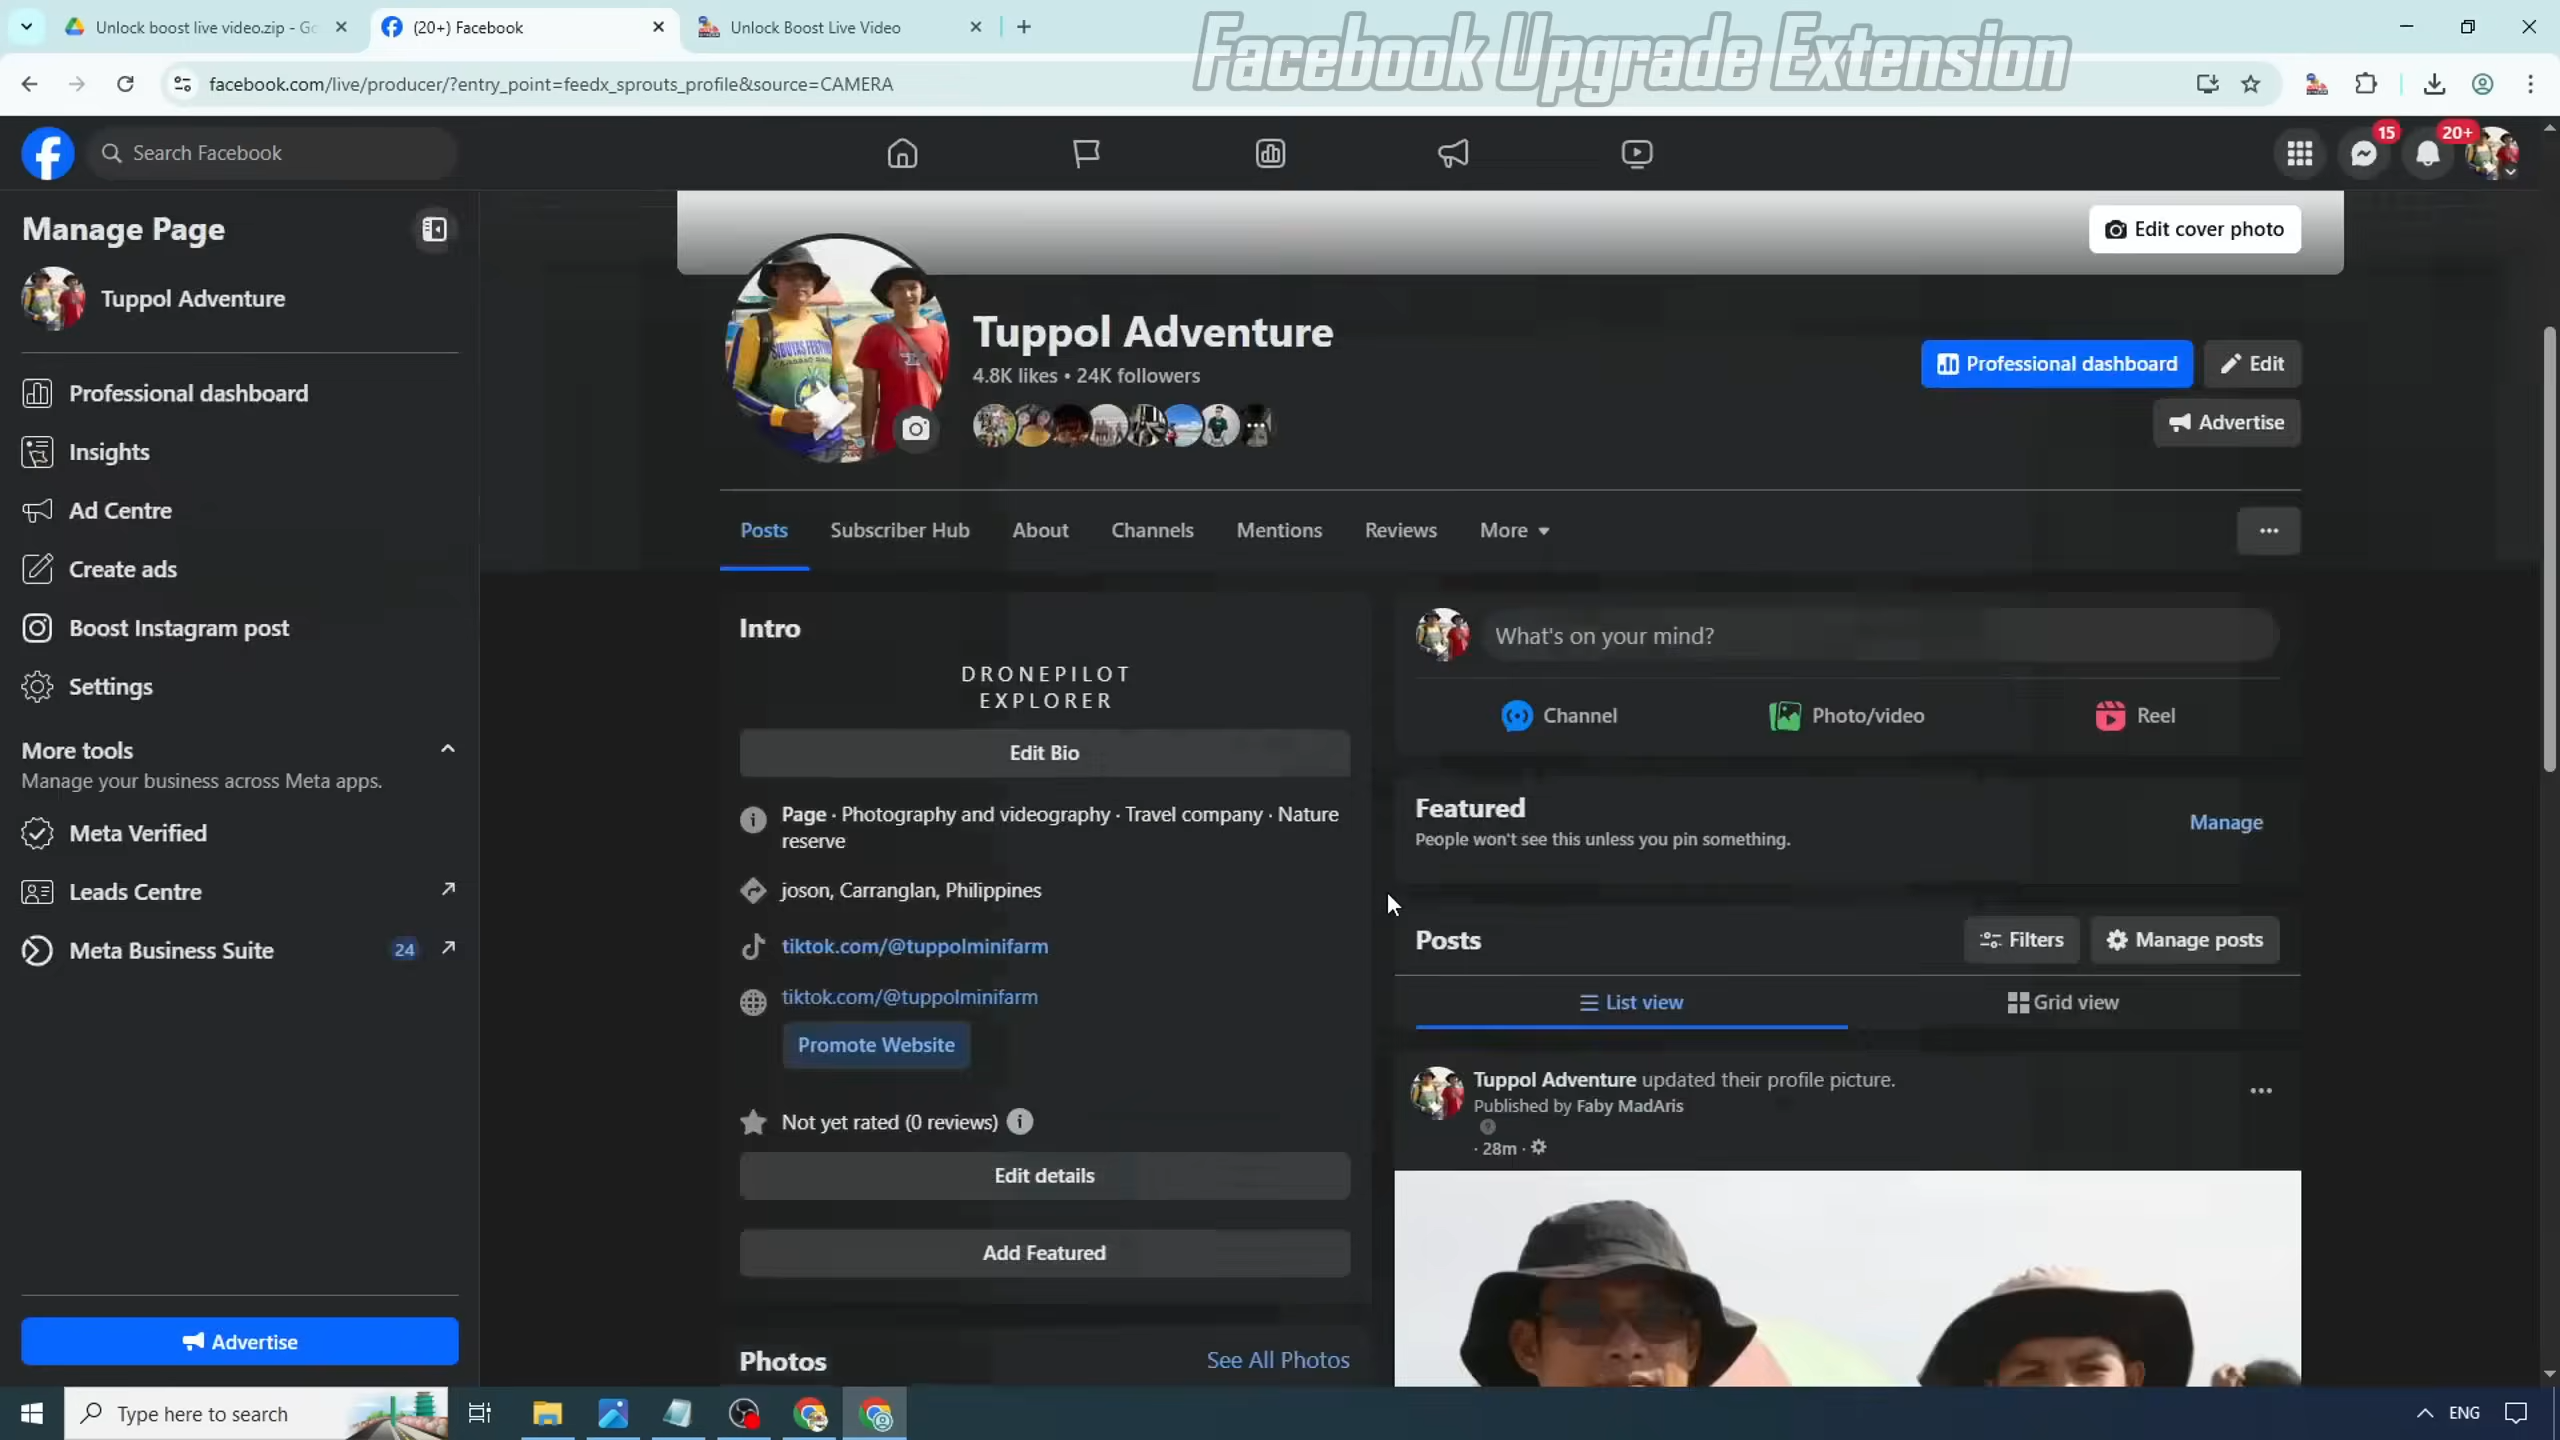 Unlock boost live video.zip - Go
(20+) Facebook
Unlock Boost Live Video
Facebook Upgrade Extension
facebook.com/live/producer/?entry_point=feedx_sprouts_profile&source=CAMERA
Search Facebook
15
20+
Manage Page
Edit cover photo
Tuppol Adventure
Professional dashboard
Insights
Ad Centre
Create ads
Boost Instagram post
Settings
More tools
Manage your business across Meta apps.
Meta Verified
Leads Centre
Meta Business Suite 24
Advertise
Tuppol Adventure
4.8K likes • 24K followers
Professional dashboard
Edit
Advertise
Posts Subscriber Hub About Channels Mentions Reviews More
Intro
DRONEPILOT
EXPLORER
Edit Bio
Page · Photography and videography · Travel company · Nature
reserve
joson, Carranglan, Philippines
tiktok.com/@tuppolminifarm
tiktok.com/@tuppolminifarm
Promote Website
Not yet rated (0 reviews)
Edit details
Add Featured
Photos
See All Photos
What's on your mind?
Channel Photo/video Reel
Featured
People won't see this unless you pin something.
Manage
Posts
Filters
Manage posts
List view
Grid view
Tuppol Adventure updated their profile picture.
Published by Faby MadAris
· 28m ·
Type here to search
ENG